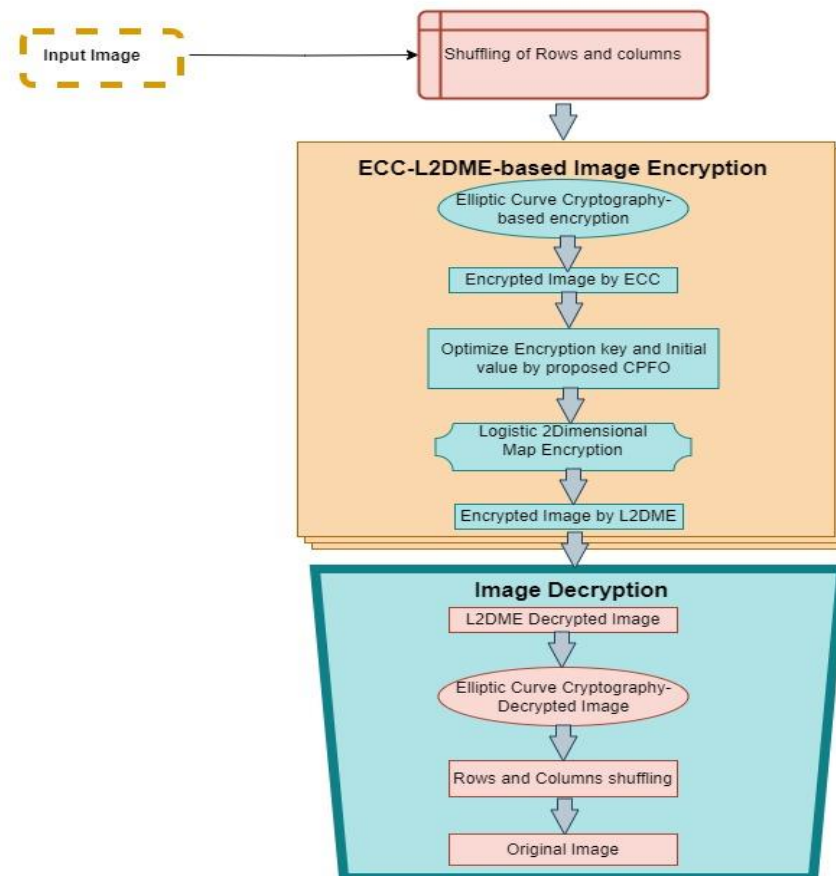 Input Image
Shuffling of Rows and columns
ECC-L2DME-based Image Encryption
Elliptic Curve Cryptography-
based encryption
Encrypted Image by ECC
Optimize Encryption key and Initial
value by proposed CPFO
Logistic 2Dimensional
Map Encryption
Encrypted Image by L2DME
Image Decryption
L2DME Decrypted Image
Elliptic Curve Cryptography-
Decrypted Image
Rows and Columns shuffling
Original Image